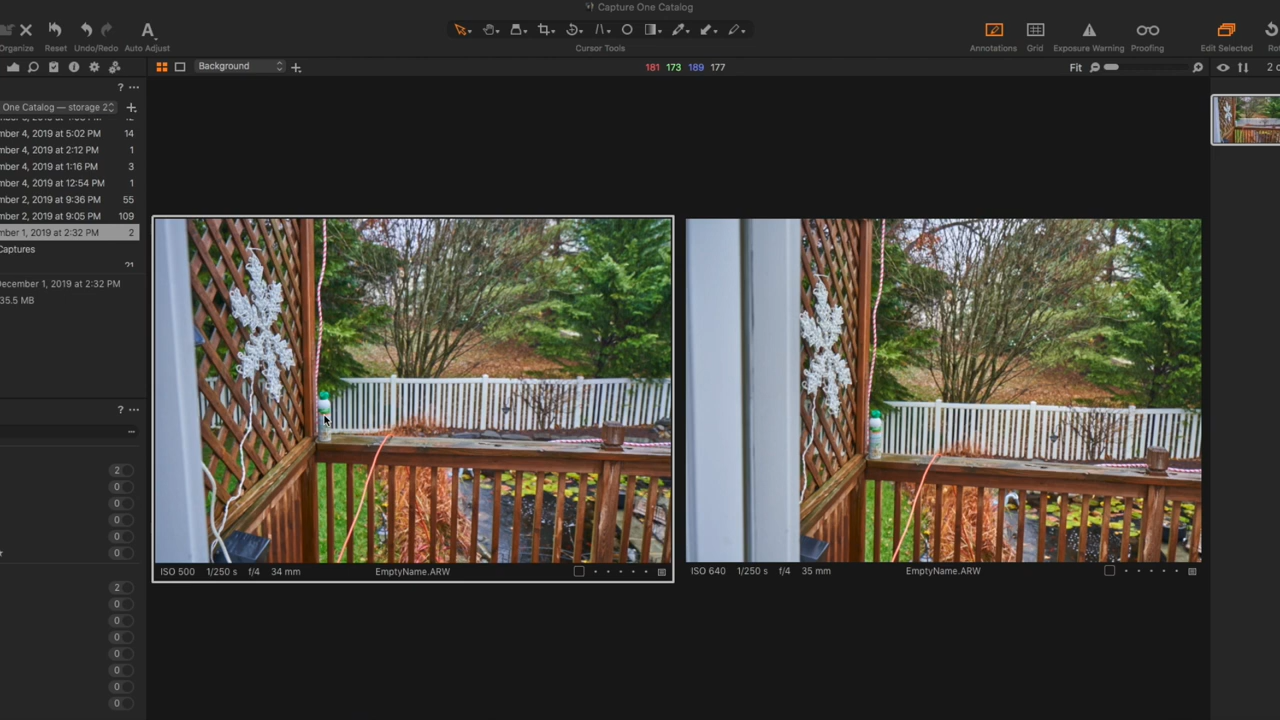 Capture One Catalog
Organize
Reset
Undo/Redo
Auto Adjust
Cursor Tools
Annotations
Grid
Exposure Warning
Proofing
Edit Selected
Background
181 173 189 177
Fit
2
?
One Catalog — storage 2
mber 4, 2019 at 5:02 PM 14
mber 4, 2019 at 2:12 PM 1
mber 4, 2019 at 1:16 PM 3
mber 4, 2019 at 12:54 PM 1
mber 2, 2019 at 9:36 PM 55
mber 2, 2019 at 9:05 PM 109
mber 1, 2019 at 2:32 PM 2
Captures
21
December 1, 2019 at 2:32 PM
35.5 MB
?
2
0
0
0
0
0
2
0
0
0
0
0
0
0
ISO 500 1/250 s f/4 34 mm EmptyName.ARW
ISO 640 1/250 s f/4 35 mm EmptyName.ARW